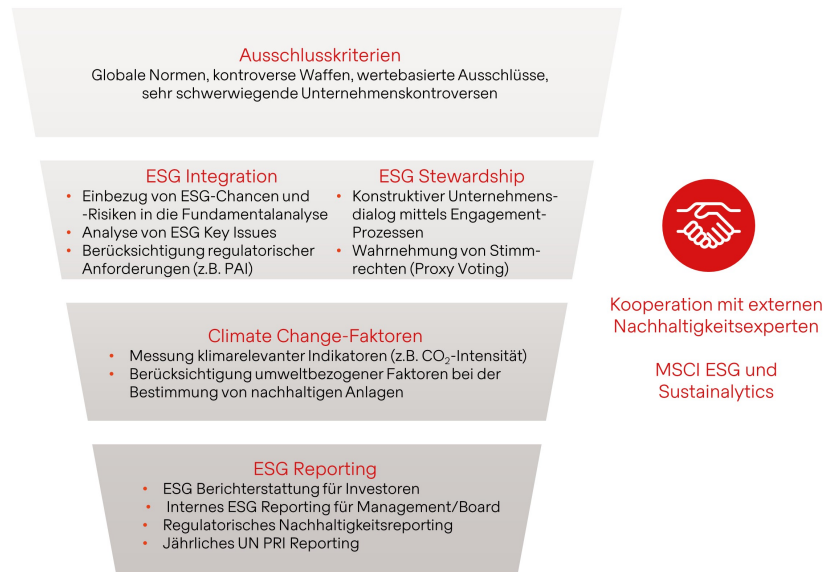 Ausschlusskriterien
Globale Normen, kontroverse Waffen, wertebasierte Ausschlüsse,
sehr schwerwiegende Unternehmenskontroversen
ESG Integration
• Einbezug von ESG-Chancen und
-Risiken in die Fundamentalanalyse
• Analyse von ESG Key Issues
• Berücksichtigung regulatorischer
Anforderungen (z.B. PAI)
ESG Stewardship
• Konstruktiver Unternehmens-
dialog mittels Engagement-
Prozessen
• Wahrnehmung von Stimm-
rechten (Proxy Voting)
Climate Change-Faktoren
• Messung klimarelevanter Indikatoren (z.B. CO₂-Intensität)
• Berücksichtigung umweltbezogener Faktoren bei der
Bestimmung von nachhaltigen Anlagen
ESG Reporting
• ESG Berichterstattung für Investoren
• Internes ESG Reporting für Management/Board
• Regulatorisches Nachhaltigkeitsreporting
• Jährliches UN PRI Reporting
Kooperation mit externen
Nachhaltigkeitsexperten
MSCI ESG und
Sustainalytics